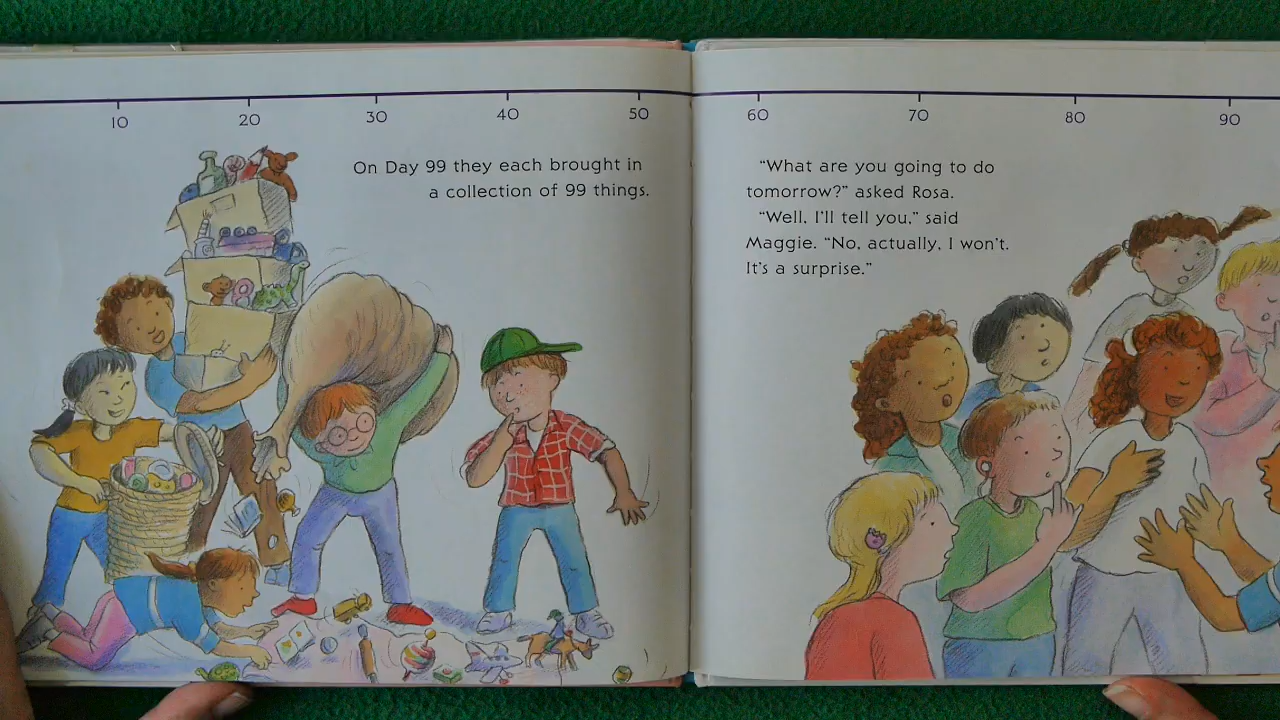 10 20 30 40 50
On Day 99 they each brought in
a collection of 99 things.
60 70 80 90
"What are you going to do
tomorrow?" asked Rosa.
"Well, I'll tell you," said
Maggie. "No, actually, I won't.
It's a surprise."